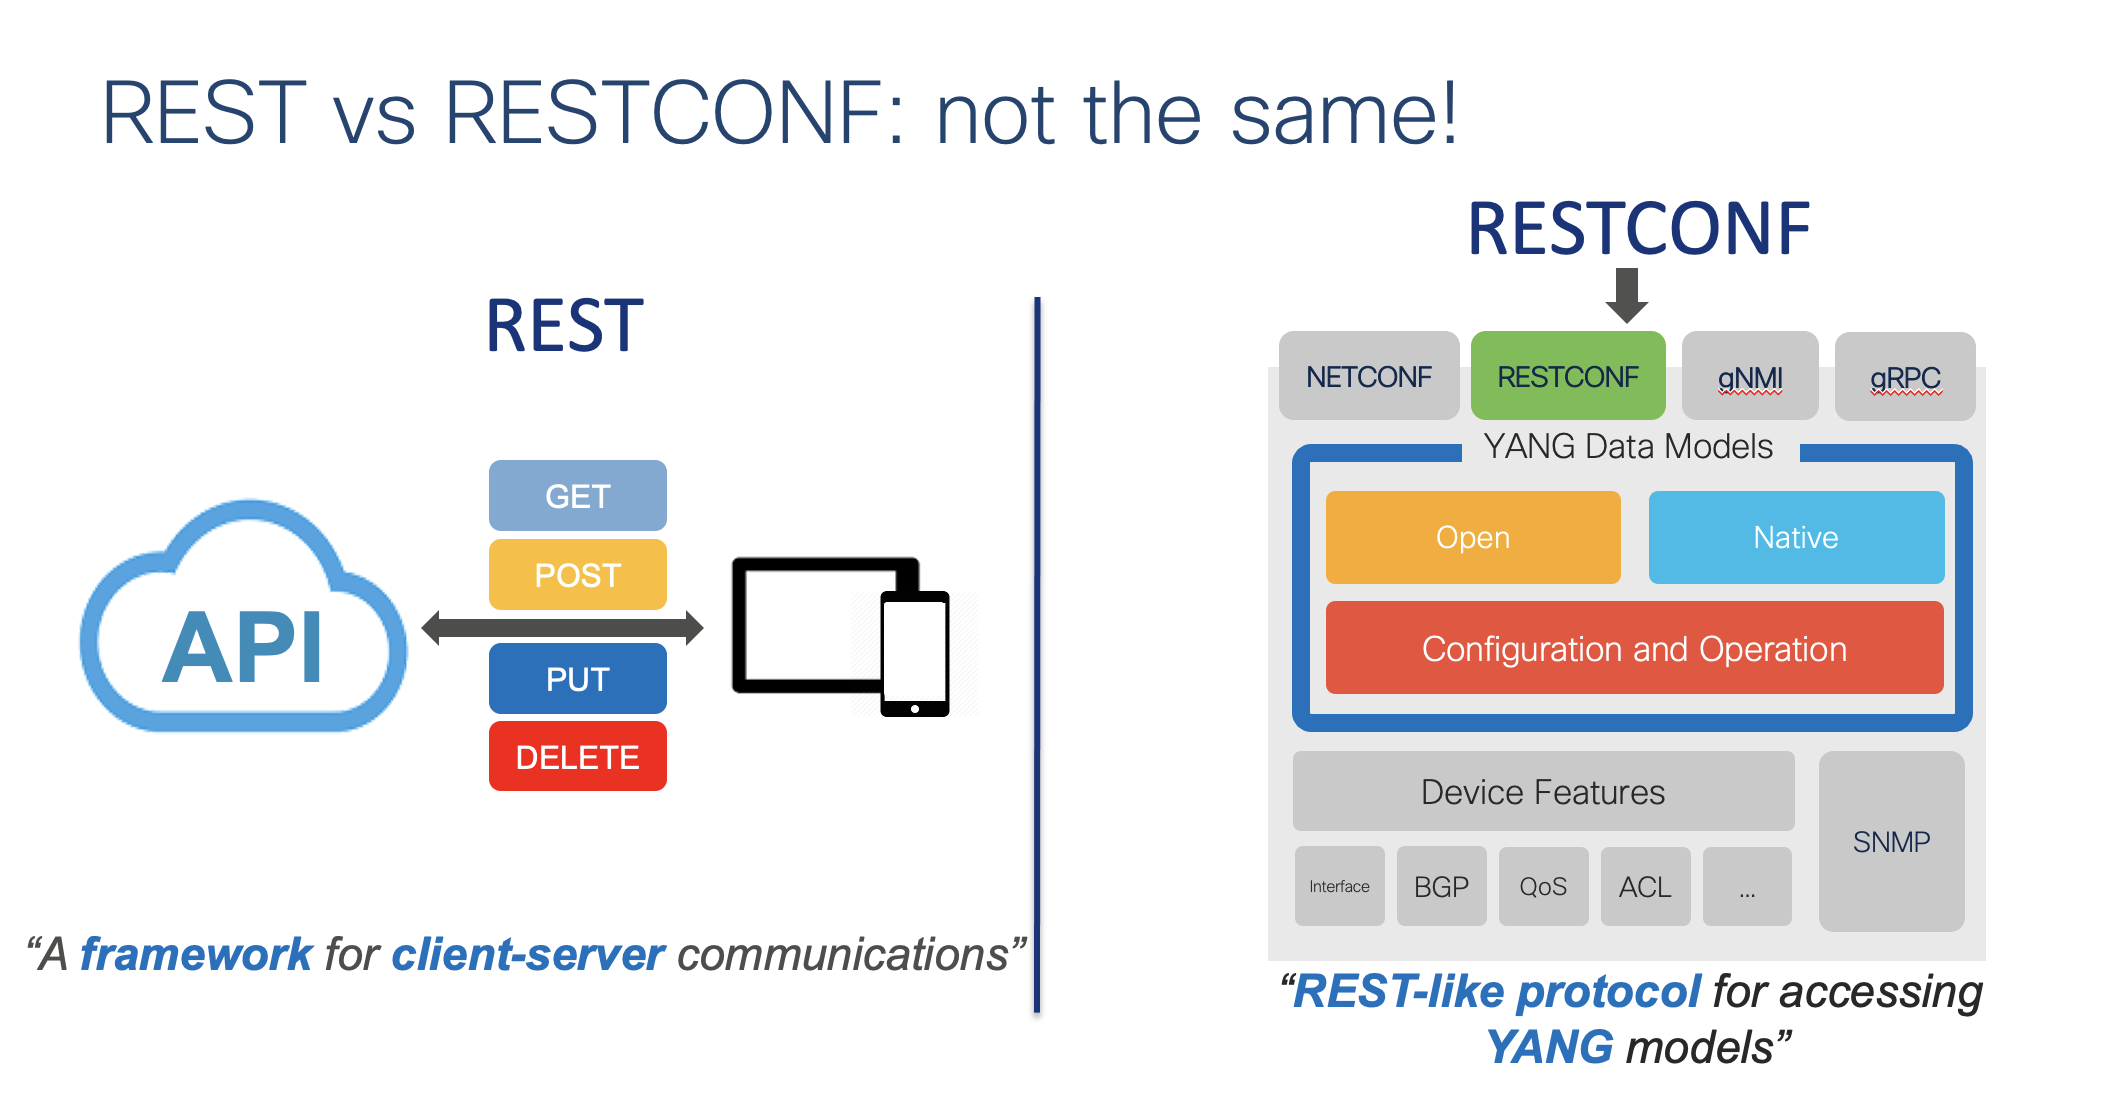 REST vs RESTCONF: not the same!
REST
API
GET
POST
PUT
DELETE
“A framework for client-server communications”
RESTCONF
NETCONF
RESTCONF
gNMI
gRPC
YANG Data Models
Open
Native
Configuration and Operation
Device Features
SNMP
Interface
BGP
QoS
ACL
...
“REST-like protocol for accessing
YANG models”